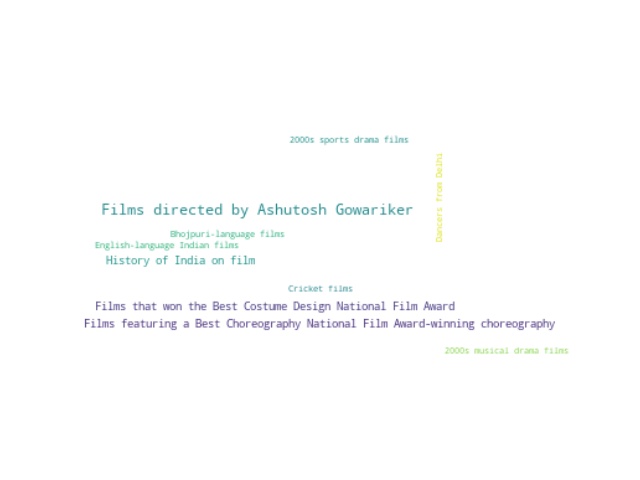 2000s sports drama films
Dancers from Delhi
Films directed by Ashutosh Gowariker
Bhojpuri-language films
English-language Indian films
History of India on film
Cricket films
Films that won the Best Costume Design National Film Award
Films featuring a Best Choreography National Film Award-winning choreography
2000s musical drama films